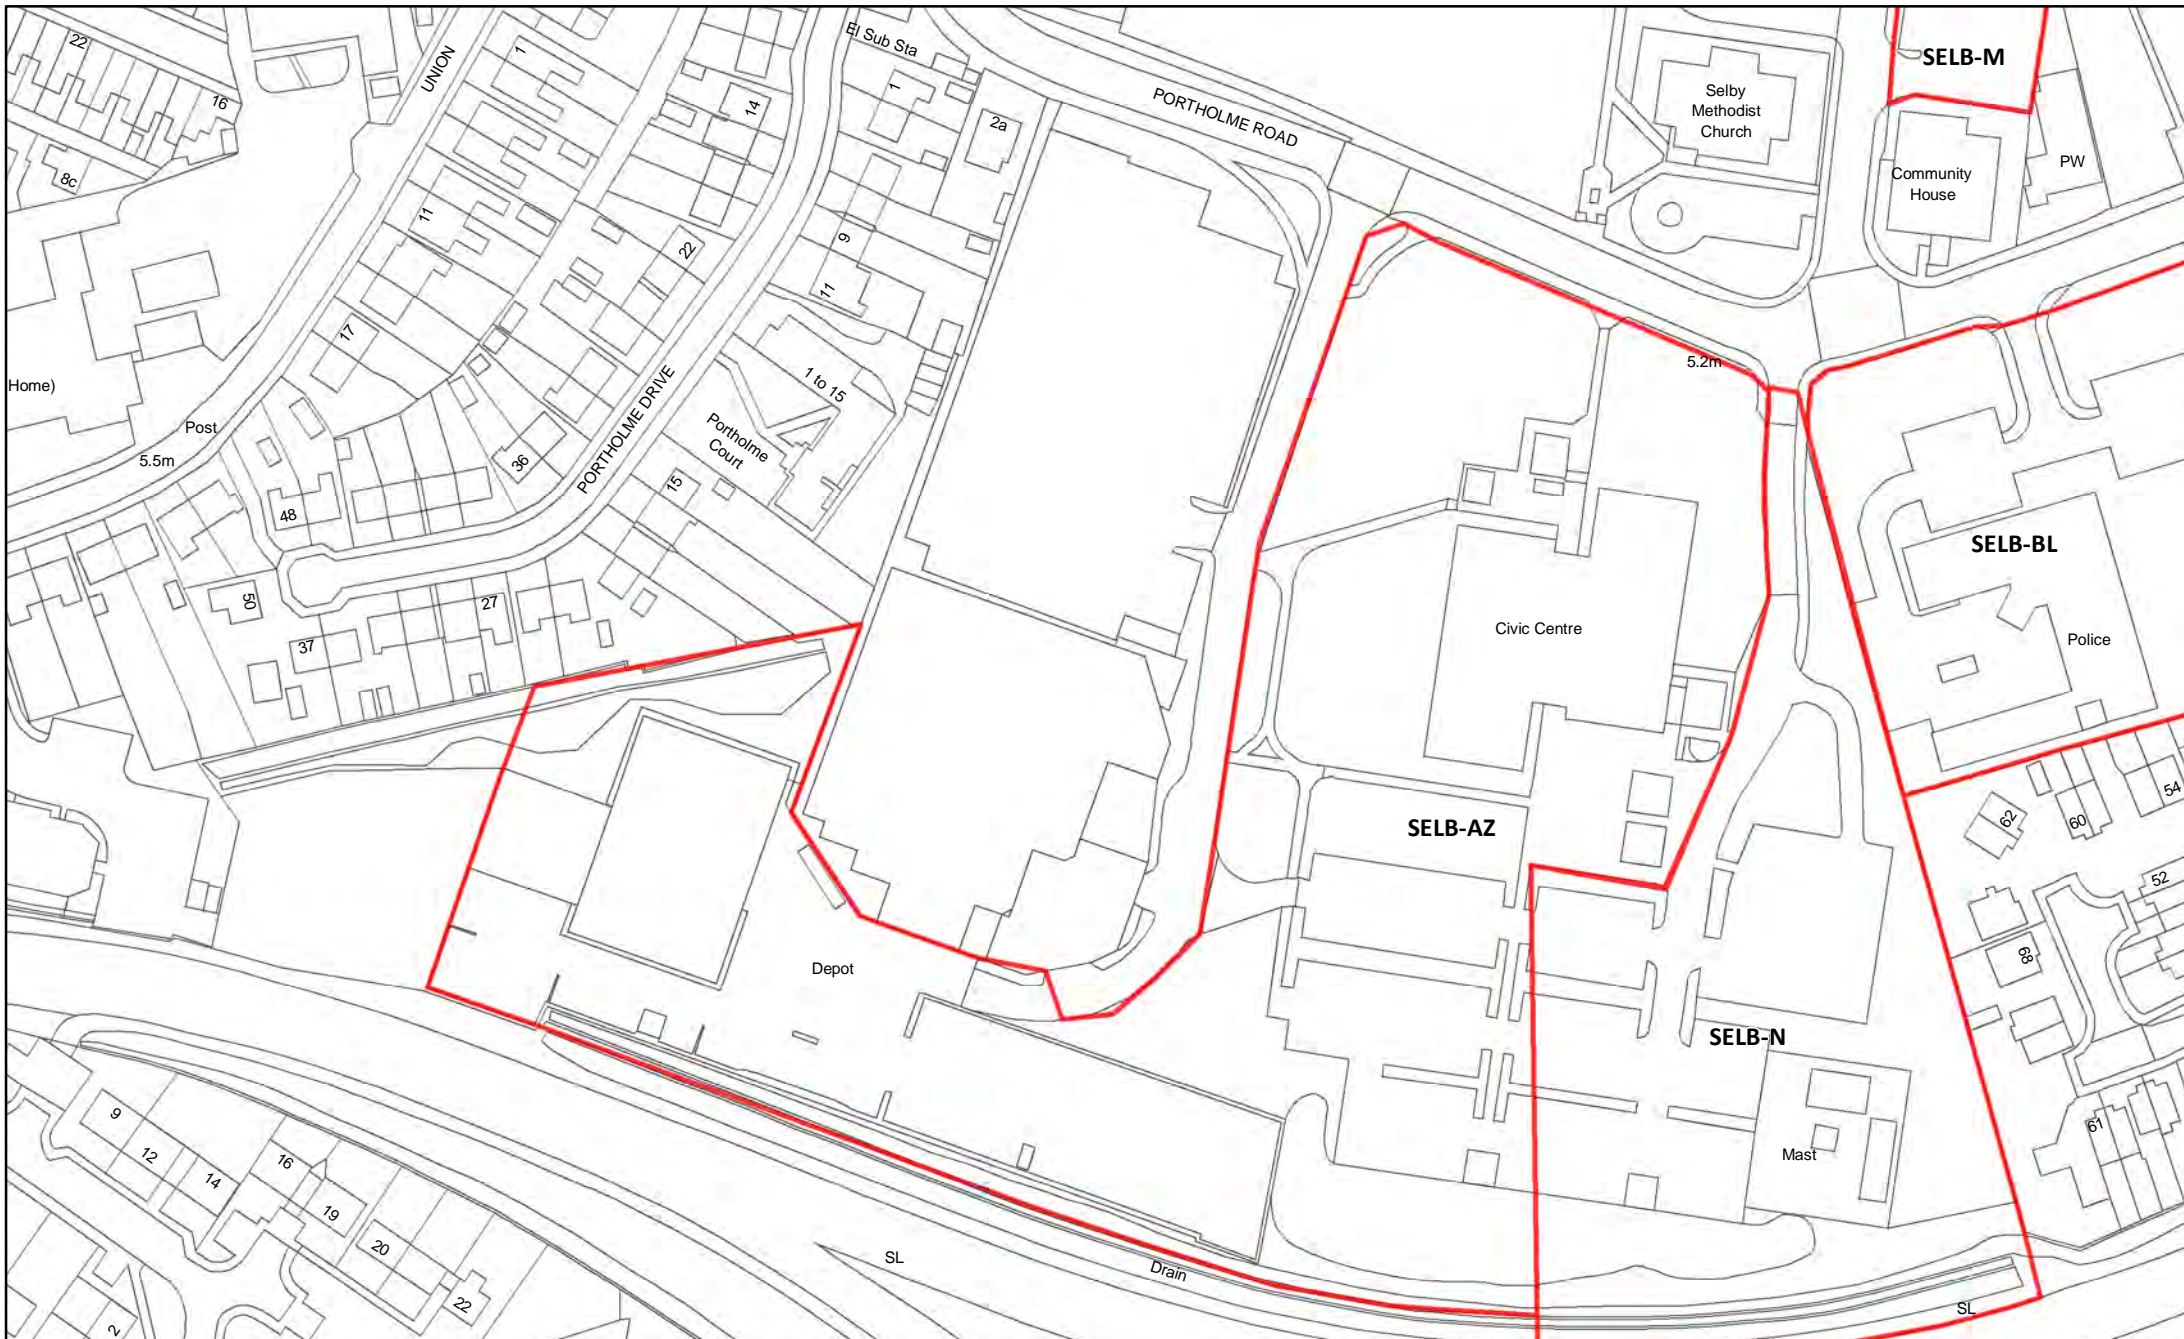 22
UNION
1
El Sub Sta
1
14
2a
PORTHOLME ROAD
Selby
Methodist
Church
SELB-M
16
8c
Community
House
PW
11
22
9
11
17
1 to 15
5.2m
Home)
PORTHOLME DRIVE
Post
5.5m
Portholme
Court
36
15
48
SELB-BL
50
27
37
Civic Centre
Police
54
62
60
SELB-AZ
52
68
Depot
SELB-N
9
12
14
16
19
20
22
2
61
Mast
SL
Drain
SL